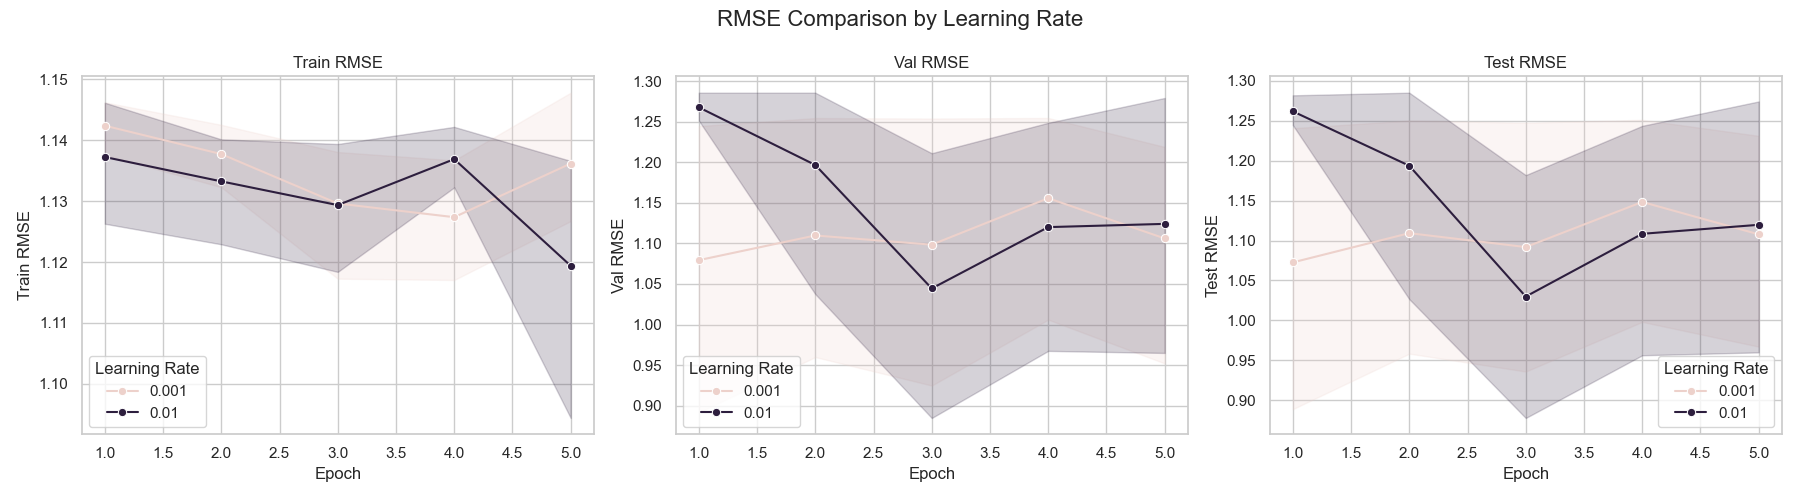 RMSE Comparison by Learning Rate
Train RMSE
Train RMSE
1.15
1.14
1.13
1.12
1.11
1.10
Learning Rate
0.001
0.01
1.0 1.5 2.0 2.5 3.0 3.5 4.0 4.5 5.0
Epoch
Val RMSE
Val RMSE
1.30
1.25
1.20
1.15
1.10
1.05
1.00
0.95
0.90
Learning Rate
0.001
0.01
1.0 1.5 2.0 2.5 3.0 3.5 4.0 4.5 5.0
Epoch
Test RMSE
Test RMSE
1.30
1.25
1.20
1.15
1.10
1.05
1.00
0.95
0.90
Learning Rate
0.001
0.01
1.0 1.5 2.0 2.5 3.0 3.5 4.0 4.5 5.0
Epoch